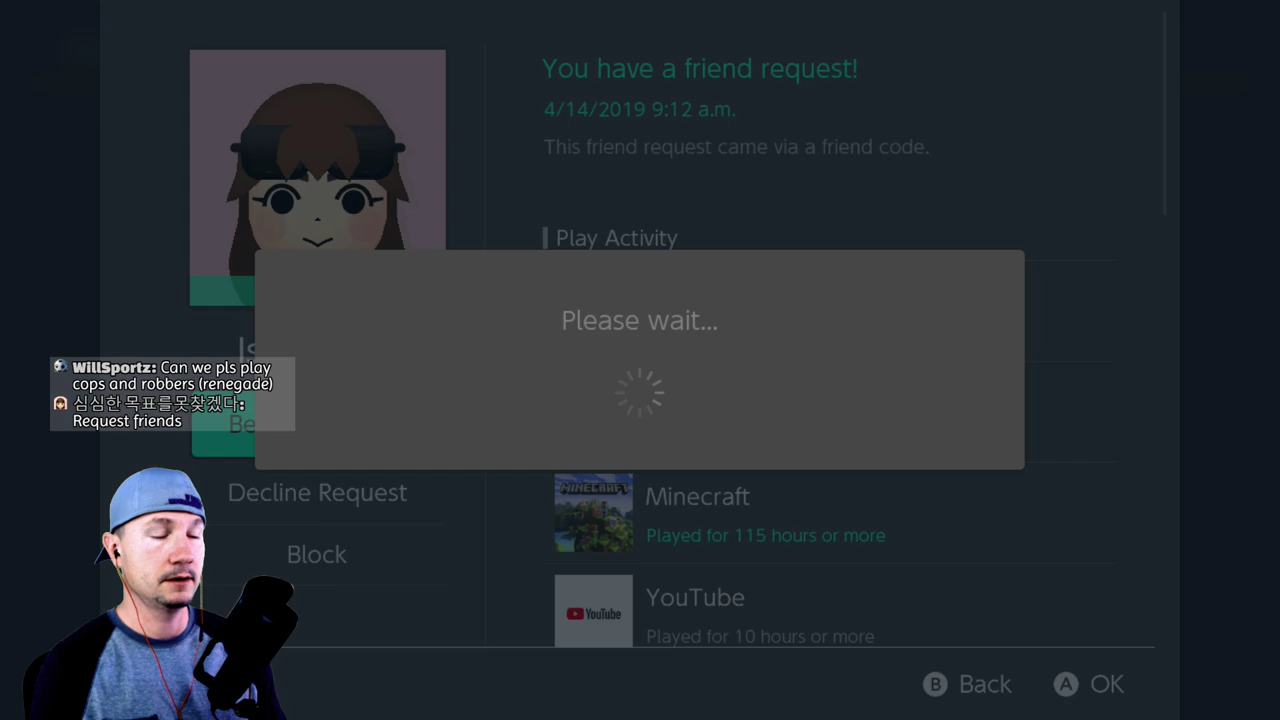 You have a friend request!
4/14/2019 9:12 a.m.
This friend request came via a friend code.
Play Activity
Please wait...
WillSportz: Can we pls play
cops and robbers (renegade)
심심한 목표를못찾겠다:
Request friends
Be
Decline Request
Block
MINECRAFT
Minecraft
Played for 115 hours or more
YouTube
YouTube
Played for 10 hours or more
B Back
A OK